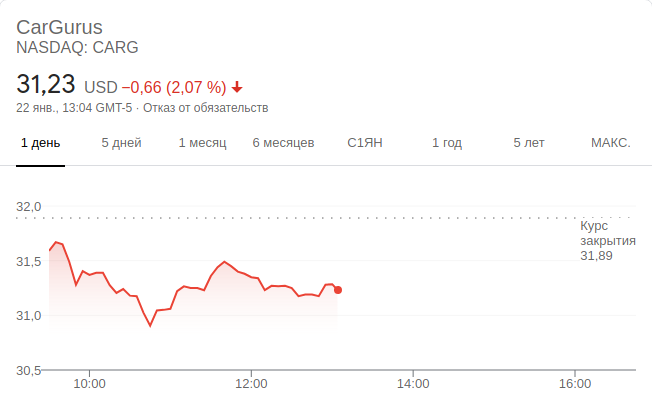 CarGurus
NASDAQ: CARG
31,23 USD −0,66 (2,07 %)
22 янв., 13:04 GMT-5 · Отказ от обязательств
1 день 5 дней 1 месяц 6 месяцев С1ЯН 1 год 5 лет МАКС.
32,0
Курс
закрытия
31,89
31,5
31,0
30,5
10:00 12:00 14:00 16:00